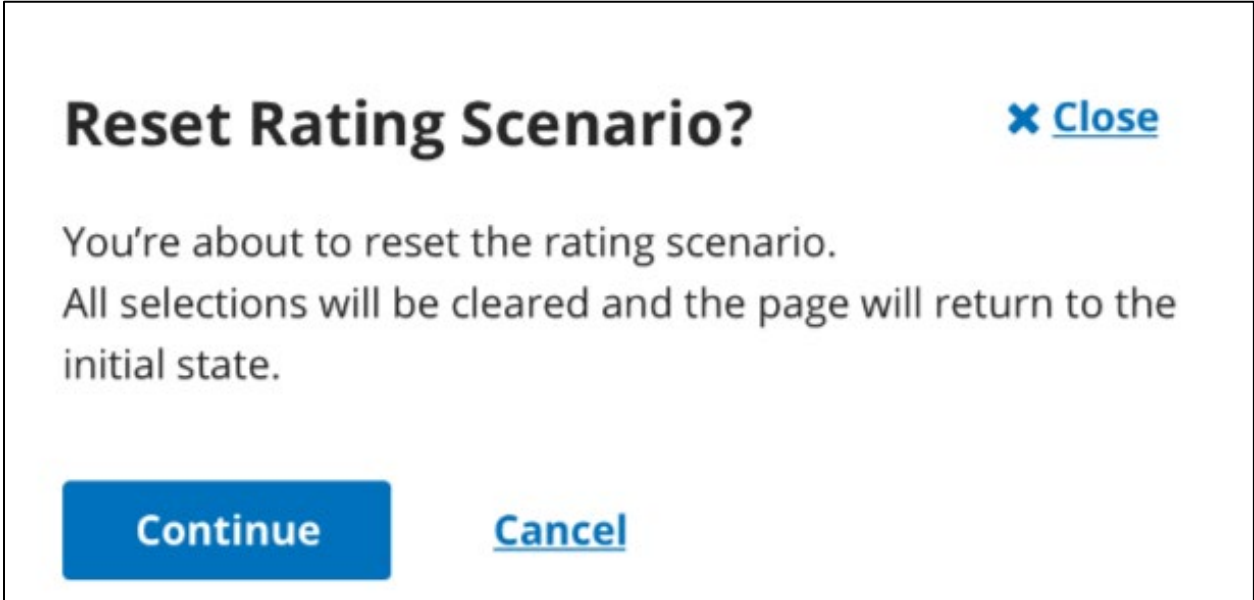 Reset Rating Scenario?
Close
You're about to reset the rating scenario.
All selections will be cleared and the page will return to the
initial state.
Continue
Cancel